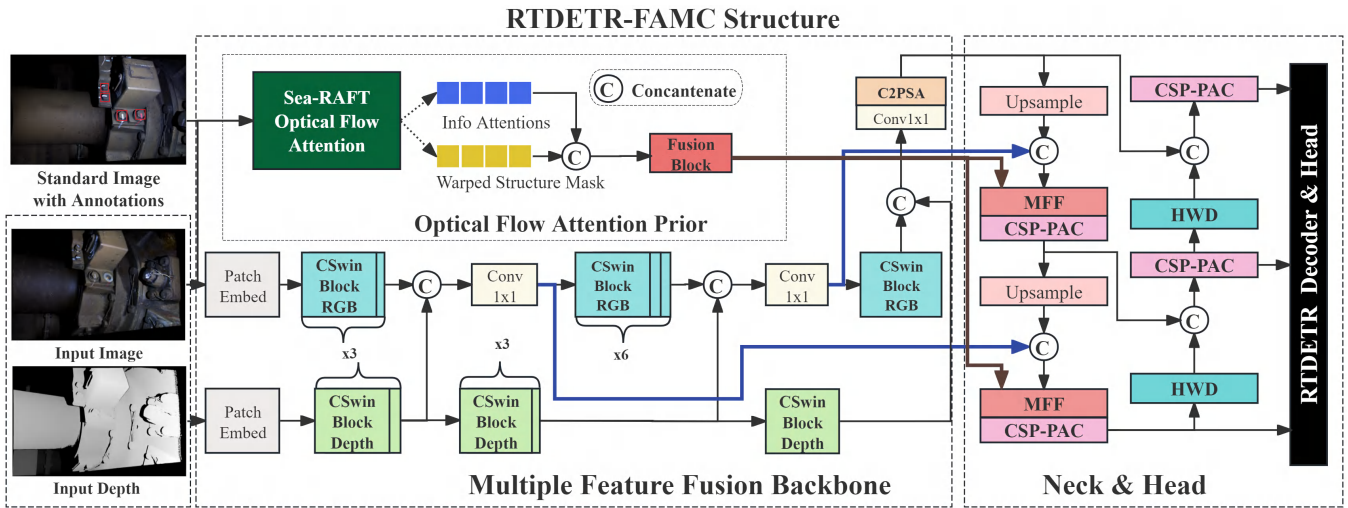 RTDETR-FAMC Structure
Standard Image
with Annotations
Input Image
Input Depth
Sea-RAFT
Optical Flow
Attention
Info Attentions
Warped Structure Mask
C
Concantenate
C
Fusion
Block
Optical Flow Attention Prior
C2PSA
Conv1x1
C
Patch
Embed
CSwin
Block
RGB
x3
C
Conv
1x1
CSwin
Block
RGB
x6
C
Conv
1x1
CSwin
Block
RGB
Patch
Embed
CSwin
Block
Depth
x3
CSwin
Block
Depth
CSwin
Block
Depth
Multiple Feature Fusion Backbone
Upsample
C
MFF
CSP-PAC
Upsample
C
MFF
CSP-PAC
CSP-PAC
C
HWD
CSP-PAC
C
HWD
RTDETR Decoder & Head
Neck & Head